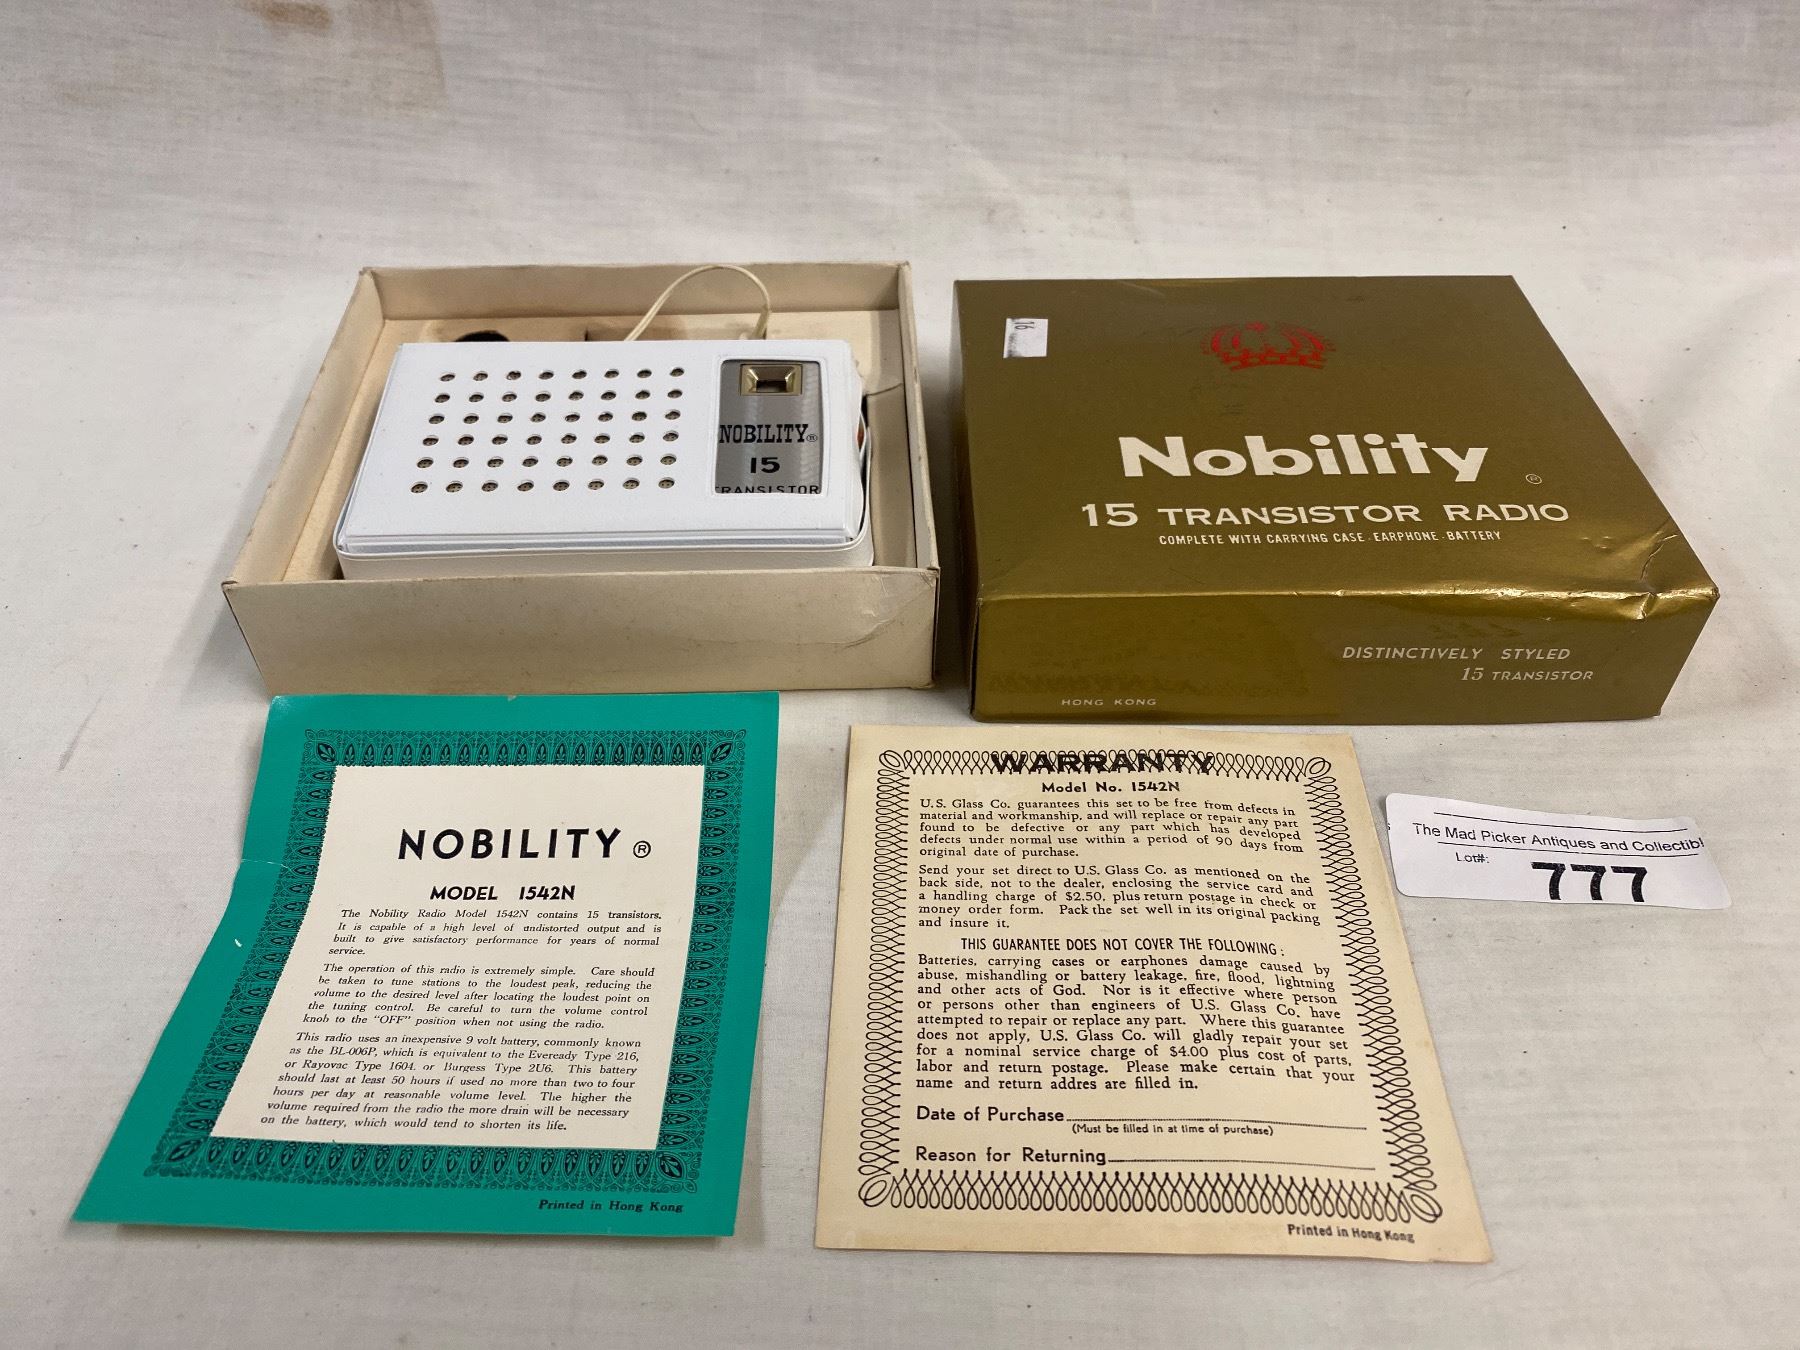 NOBILITY®
15
TRANSISTOR
16
Nobility ®
15 TRANSISTOR RADIO
COMPLETE WITH CARRYING CASE · EARPHONE · BATTERY
DISTINCTIVELY STYLED
15 TRANSISTOR
HONG KONG
NOBILITY ®
MODEL 1542N
The Nobility Radio Model 1542N contains 15 transistors.
It is capable of a high level of undistorted output and is
built to give satisfactory performance for years of normal
service.
The operation of this radio is extremely simple. Care should
be taken to tune stations to the loudest peak, reducing the
volume to the desired level after locating the loudest point on
the tuning control. Be careful to turn the volume control
knob to the "OFF" position when not using the radio.
This radio uses an inexpensive 9 volt battery, commonly known
as the BL-006P, which is equivalent to the Eveready Type 216,
or Rayovac Type 1604. or Burgess Type 2U6. This battery
should last at least 50 hours if used no more than two to four
hours per day at reasonable volume level. The higher the
volume required from the radio the more drain will be necessary
on the battery, which would tend to shorten its life.
Printed in Hong Kong
WARRANTY
Model No. 1542N
U.S. Glass Co. guarantees this set to be free from defects in
material and workmanship, and will replace or repair any part
found to be defective or any part which has developed
defects under normal use within a period of 90 days from
original date of purchase.
Send your set direct to U.S. Glass Co. as mentioned on the
back side, not to the dealer, enclosing the service card and
a handling charge of $2.50, plus return postage in check or
money order form. Pack the set well in its original packing
and insure it.
THIS GUARANTEE DOES NOT COVER THE FOLLOWING :
Batteries, carrying cases or earphones damage caused by
abuse, mishandling or battery leakage, fire, flood, lightning
and other acts of God. Nor is it effective where person
or persons other than engineers of U.S. Glass Co. have
attempted to repair or replace any part. Where this guarantee
does not apply, U.S. Glass Co. will gladly repair your set
for a nominal service charge of $4.00 plus cost of parts,
labor and return postage. Please make certain that your
name and return addres are filled in.
Date of Purchase
(Must be filled in at time of purchase)
Reason for Returning
Printed in Hong Kong
The Mad Picker Antiques and Collectibl
Lot#: 777